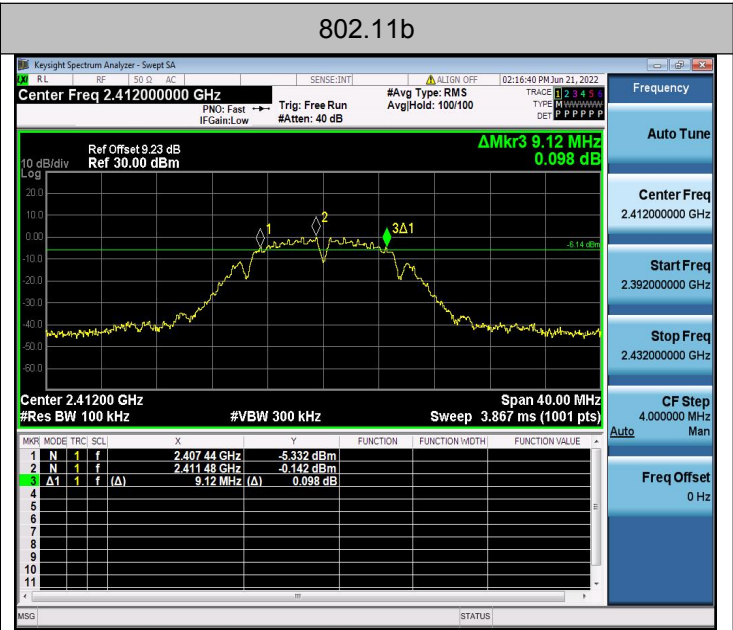 802.11b
Keysight Spectrum Analyzer - Swept SA
RL RF 50 Ω AC SENSE:INT ALIGN OFF 02:16:40 PM Jun 21, 2022
Center Freq 2.412000000 GHz
PNO: Fast
IFGain:Low
Trig: Free Run
#Atten: 40 dB
#Avg Type: RMS
Avg|Hold: 100/100
TRACE 1 2 3 4 5 6
TYPE M W W W W W
DET P P P P P P
Ref Offset 9.23 dB
10 dB/div Ref 30.00 dBm
Log
ΔMkr3 9.12 MHz
0.098 dB
20.0
10.0
0.00
-10.0
-20.0
-30.0
-40.0
-50.0
-60.0
1
2
3Δ1
-6.14 dBm
Center 2.41200 GHz Span 40.00 MHz
#Res BW 100 kHz #VBW 300 kHz Sweep 3.867 ms (1001 pts)
MKR MODE TRC SCL X Y FUNCTION FUNCTION WIDTH FUNCTION VALUE
1 N 1 f 2.407 44 GHz -5.332 dBm
2 N 1 f 2.411 48 GHz -0.142 dBm
3 Δ1 1 f (Δ) 9.12 MHz (Δ) 0.098 dB
4
5
6
7
8
9
10
11
MSG STATUS
Frequency
Auto Tune
Center Freq
2.412000000 GHz
Start Freq
2.392000000 GHz
Stop Freq
2.432000000 GHz
CF Step
4.000000 MHz
Auto Man
Freq Offset
0 Hz